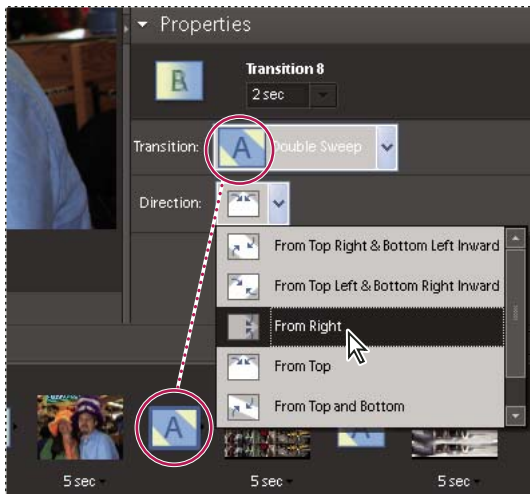 Properties
B
Transition 8
2 sec
Transition:
A
Double Sweep
Direction:
From Top Right & Bottom Left Inward
From Top Left & Bottom Right Inward
From Right
From Top
From Top and Bottom
A
A
5 sec
5 sec
5 sec